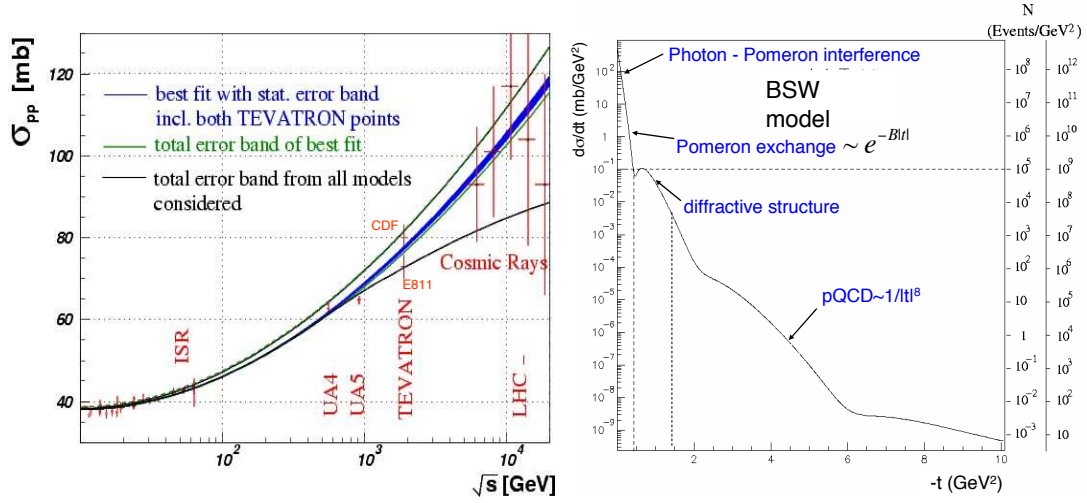 σpp [mb]
120
100
80
60
40
best fit with stat. error band
incl. both TEVATRON points
total error band of best fit
total error band from all models
considered
CDF
E811
Cosmic Rays
ISR
UA4
UA5
TEVATRON
LHC -
10²
10³
10⁴
√s [GeV]
dσ/dt (mb/GeV²)
10²
10
1
10⁻¹
10⁻²
10⁻³
10⁻⁴
10⁻⁵
10⁻⁶
10⁻⁷
10⁻⁸
10⁻⁹
Photon - Pomeron interference
BSW
model
Pomeron exchange ~ e^{-B|t|}
diffractive structure
pQCD~1/|t|⁸
2
4
6
8
10
-t (GeV²)
N
(Events/GeV²)
10⁸
10⁷
10⁶
10⁵
10⁴
10³
10²
10
1
10⁻¹
10⁻²
10⁻³
10¹²
10¹¹
10¹⁰
10⁹
10⁸
10⁷
10⁶
10⁵
10⁴
10³
10²
10